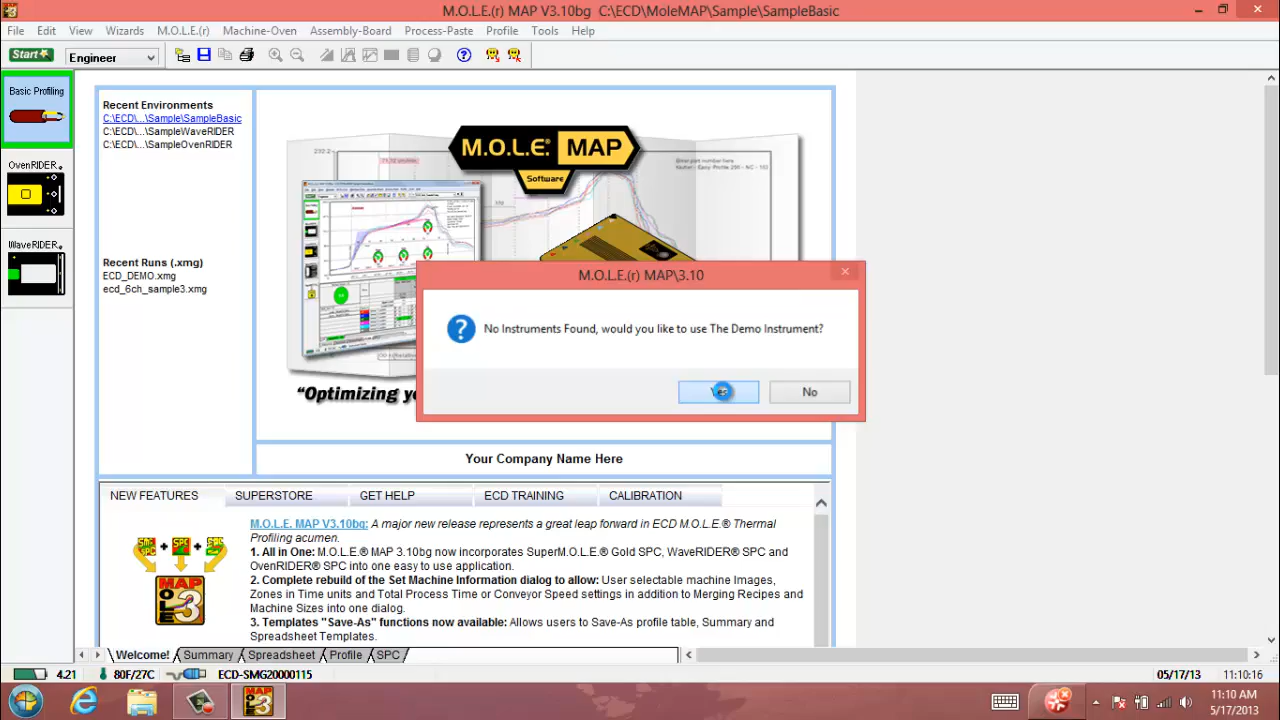 M.O.L.E.(r) MAP V3.10bg C:\ECD\MoleMAP\Sample\SampleBasic
File Edit View Wizards M.O.L.E.(r) Machine-Oven Assembly-Board Process-Paste Profile Tools Help
Start Engineer
Basic Profiling
OvenRIDER
WaveRIDER
Recent Environments
C:\ECD\...\Sample\SampleBasic
C:\ECD\...\SampleWaveRIDER
C:\ECD\...\SampleOvenRIDER
Recent Runs (.xmg)
ECD_DEMO.xmg
ecd_6ch_sample3.xmg
M.O.L.E.® MAP
Software
M.O.L.E.(r) MAP\3.10
No Instruments Found, would you like to use The Demo Instrument?
Yes No
"Optimizing
Your Company Name Here
NEW FEATURES SUPERSTORE GET HELP ECD TRAINING CALIBRATION
M.O.L.E. MAP V3.10bg: A major new release represents a great leap forward in ECD M.O.L.E.® Thermal
Profiling acumen.
1. All in One: M.O.L.E.® MAP 3.10bg now incorporates SuperM.O.L.E.® Gold SPC, WaveRIDER® SPC and
OvenRIDER® SPC into one easy to use application.
2. Complete rebuild of the Set Machine Information dialog to allow: User selectable machine Images,
Zones in Time units and Total Process Time or Conveyor Speed settings in addition to Merging Recipes and
Machine Sizes into one dialog.
3. Templates "Save-As" functions now available: Allows users to Save-As profile table, Summary and
Spreadsheet Templates.
MAP
MOLE
3
Welcome! Summary Spreadsheet Profile SPC
4.21 80F/27C ECD-SMG20000115 05/17/13 11:10:16
MAP
3
11:10 AM
5/17/2013